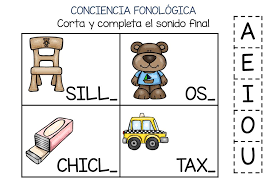 CONCIENCIA FONOLÓGICA
Corta y completa el sonido final
SILL_
OS_
CHICL_
TAX_
A
E
I
O
U